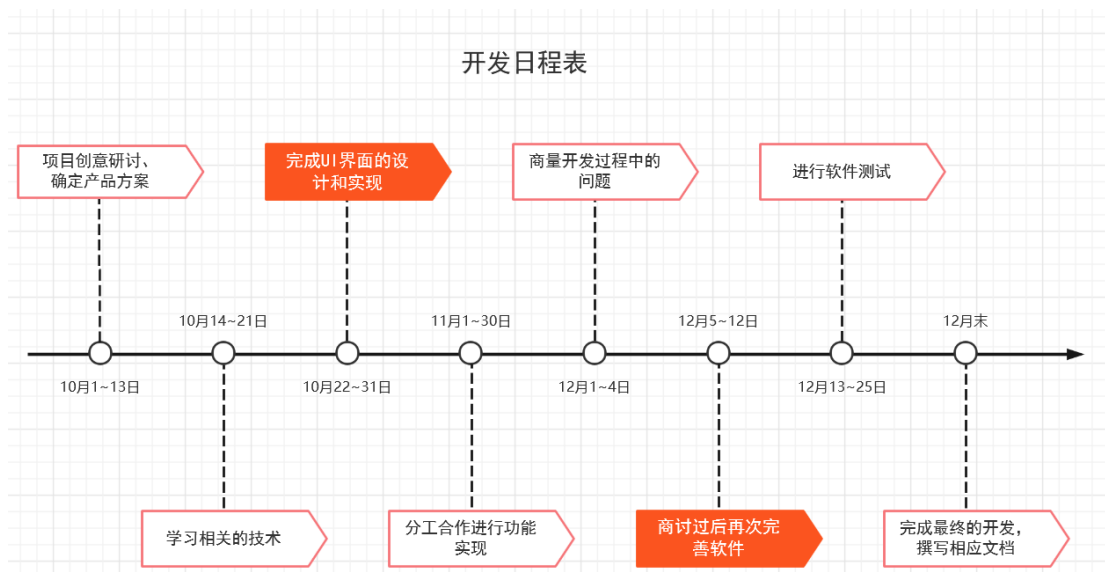 开发日程表
项目创意研讨、
确定产品方案
完成UI界面的设
计和实现
商量开发过程中的
问题
进行软件测试
10月14~21日
11月1~30日
12月5~12日
12月末
10月1~13日
10月22~31日
12月1~4日
12月13~25日
学习相关的技术
分工合作进行功能
实现
商讨过后再次完
善软件
完成最终的开发，
撰写相应文档